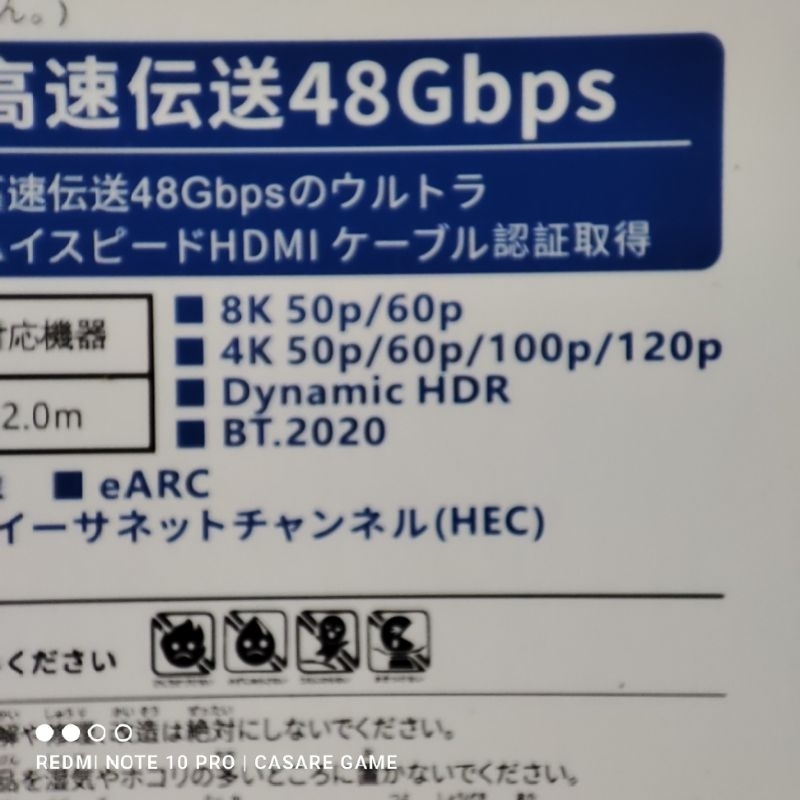 ん。)
高速伝送48Gbps
高速伝送48Gbpsのウルトラ
ハイスピードHDMI ケーブル認証取得
対応機器
2.0m
■ 8K 50p/60p
■ 4K 50p/60p/100p/120p
■ Dynamic HDR
■ BT.2020
■ eARC
イーサネットチャンネル(HEC)
ください
造は絶対にしないでください。
REDMI NOTE 10 PRO | CASARE GAME
品を湿気やホコリの多いところに置かないでください。